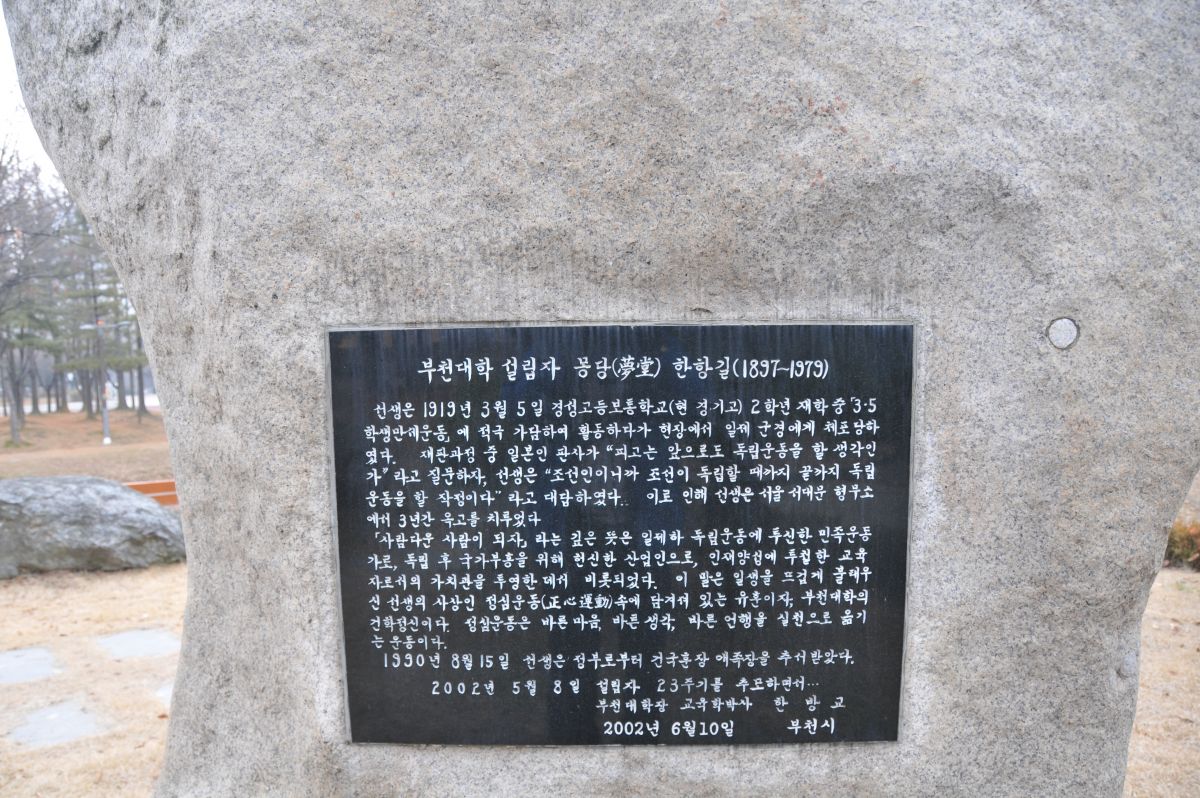 부천대학 설립자 몽당(夢堂) 한항길(1897~1979)
선생은 1919년 3월 5일 경성고등보통학교(현 경기고) 2학년 재학 중 '3·5
학생만세운동'에 적극 가담하여 활동하다가 현장에서 일제 군경에게 체포당하
였다. 재판과정 중 일본인 판사가 "피고는 앞으로도 독립운동을 할 생각인
가"라고 질문하자, 선생은 "조선인이니까 조선이 독립할 때까지 끝까지 독립
운동을 할 작정이다"라고 대답하였다. 이로 인해 선생은 서울 서대문 형무소
에서 3년간 옥고를 치루었다
「사람다운 사람이 되자」라는 깊은 뜻은 일제하 독립운동에 투신한 민족운동
가로, 독립 후 국가부흥을 위해 헌신한 산업인으로, 인재양성에 투철한 교육
자로서의 가치관을 투영한 데서 비롯되었다. 이 말은 일생을 뜨겁게 불태우
신 선생의 사상인 정심운동(正心運動)속에 담겨져 있는 유훈이자, 부천대학의
건학정신이다. 정심운동은 바른마음, 바른생각, 바른 언행을 실천으로 옮기
는 운동이다.
1990년 8월15일 선생은 정부로부터 건국훈장 애족장을 추서받았다.
2002년 5월 8일 설립자 23주기를 추모하면서...
부천대학장 교육학박사 한 방 교
2002년 6월10일 부천시